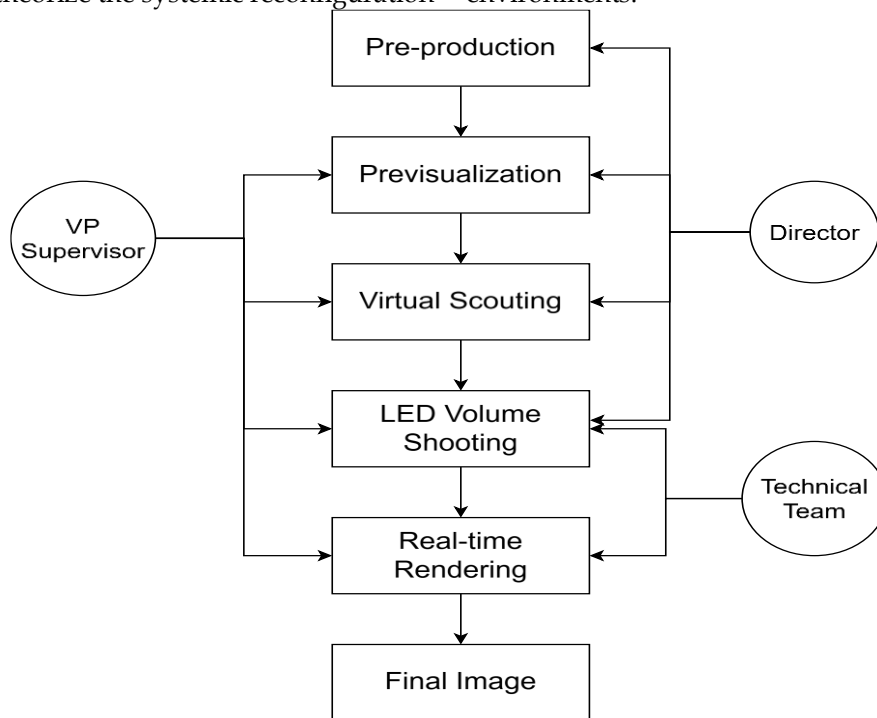 the systemic reconfiguration
environments.
Pre-production
Previsualization
VP
Supervisor
Director
Virtual Scouting
LED Volume
Shooting
Technical
Team
Real-time
Rendering
Final Image